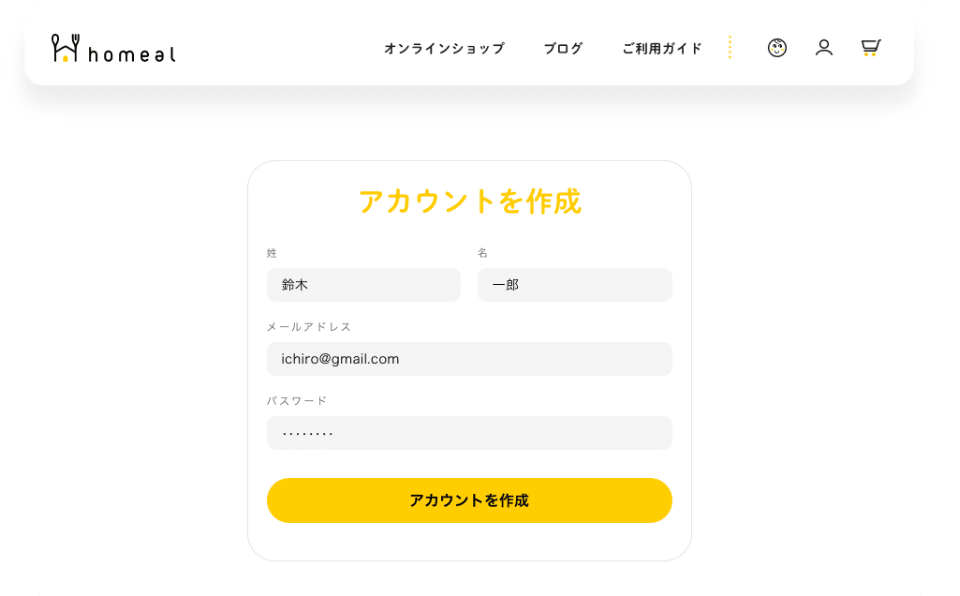 homeal
オンラインショップ ブログ ご利用ガイド
アカウントを作成
姓 名
鈴木 一郎
メールアドレス
ichiro@gmail.com
パスワード
········
アカウントを作成